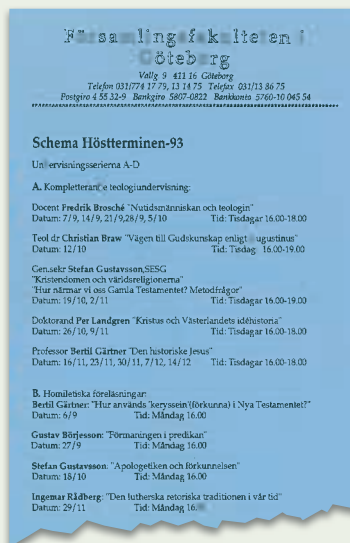 Församlingsfakulteten i
Göteborg
Vallg 9 411 16 Göteborg
Telefon 031/774 17 79, 13 14 75 Telefax 031/13 86 75
Postgiro 4 55 32-9 Bankgiro 5807-0822 Bankkonto 5760-10 045 54
Schema Höstterminen-93
Undervisningsserierna A-D
A. Kompletterande teologiundervisning:
Docent Fredrik Brosché "Nutidsmänniskan och teologin"
Datum: 7/9, 14/9, 21/9,28/9, 5/10 Tid: Tisdagar 16.00-18.00
Teol dr Christian Braw "Vägen till Gudskunskap enligt Augustinus"
Datum: 12/10 Tid: Tisdag 16.00-19.00
Gen.sekr Stefan Gustavsson,SESG
"Kristendomen och världsreligionerna"
"Hur närmar vi oss Gamla Testamentet? Metodfrågor"
Datum: 19/10, 2/11 Tid: Tisdagar 16.00-19.00
Doktorand Per Landgren "Kristus och Västerlandets idéhistoria"
Datum: 26/10, 9/11 Tid: Tisdagar 16.00-18.00
Professor Bertil Gärtner "Den historiske Jesus"
Datum: 16/11, 23/11, 30/11, 7/12, 14/12 Tid: Tisdagar 16.00-18.00
B. Homiletiska föreläsningar:
Bertil Gärtner: "Hur används 'keryssein'(förkunna) i Nya Testamentet?"
Datum: 6/9 Tid: Måndag 16.00
Gustav Börjesson: "Förmaningen i predikan"
Datum: 27/9 Tid: Måndag 16.00
Stefan Gustavsson: "Apologetiken och förkunnelsen"
Datum: 18/10 Tid: Måndag 16.00
Ingemar Rådberg: "Den lutherska retoriska traditionen i vår tid"
Datum: 29/11 Tid: Måndag